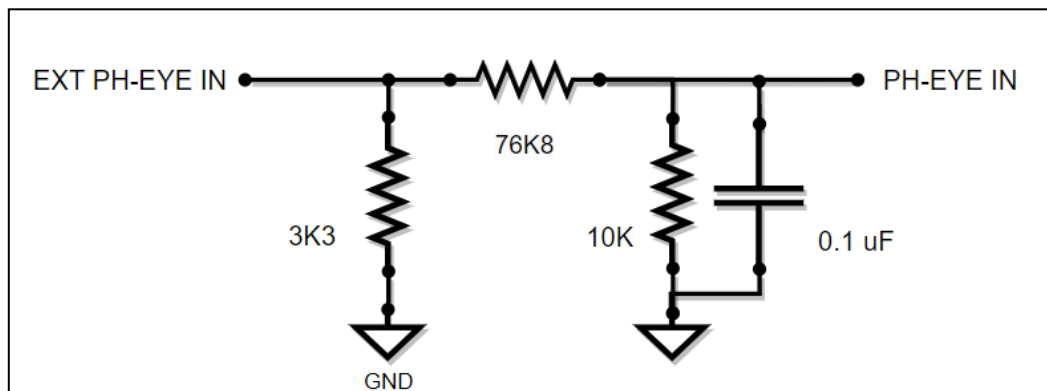 EXT PH-EYE IN
PH-EYE IN
76K8
3K3
10K
0.1 uF
GND